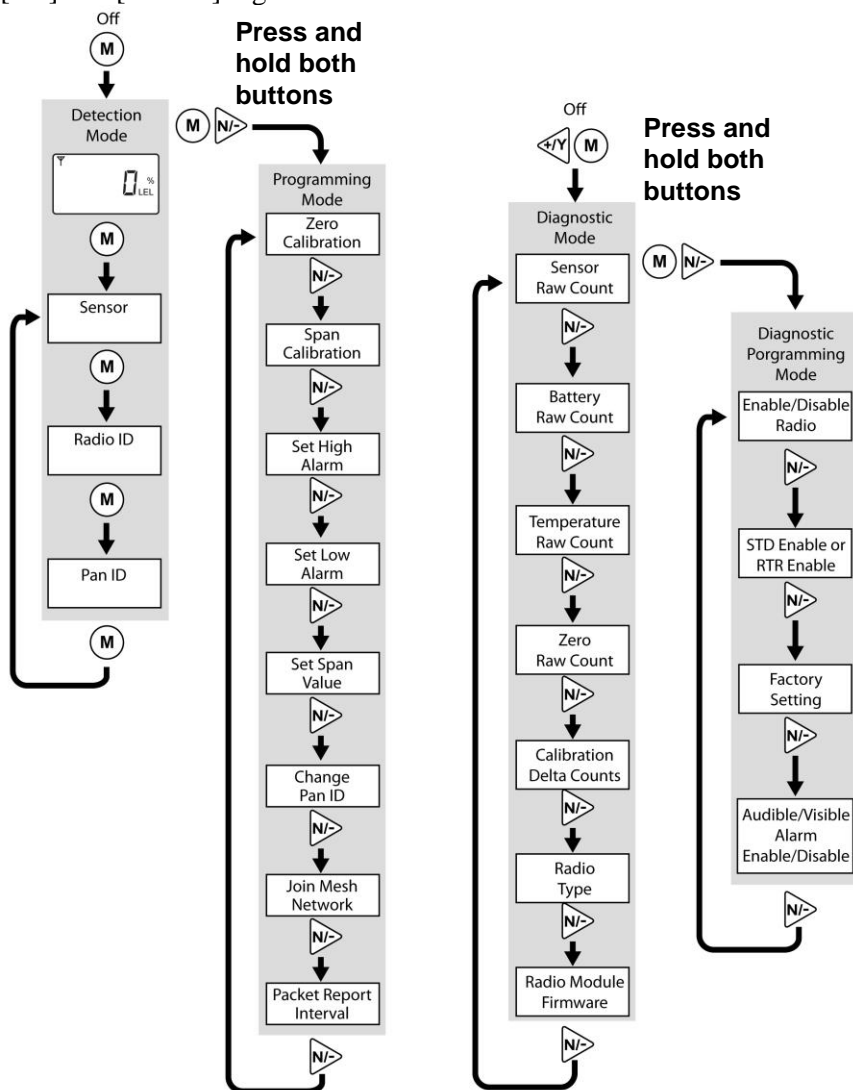 Off
M
Press and
hold both
buttons
Detection
Mode
0 %
LEL
M
Sensor
M
Radio ID
M
Pan ID
M
M N/-
Programming
Mode
Zero
Calibration
N/-
Span
Calibration
N/-
Set High
Alarm
N/-
Set Low
Alarm
N/-
Set Span
Value
N/-
Change
Pan ID
N/-
Join Mesh
Network
N/-
Packet Report
Interval
N/-
Off
+/Y M
Press and
hold both
buttons
Diagnostic
Mode
Sensor
Raw Count
N/-
Battery
Raw Count
N/-
Temperature
Raw Count
N/-
Zero
Raw Count
N/-
Calibration
Delta Counts
N/-
Radio
Type
N/-
Radio Module
Firmware
N/-
M N/-
Diagnostic
Porgramming
Mode
Enable/Disable
Radio
N/-
STD Enable or
RTR Enable
N/-
Factory
Setting
N/-
Audible/Visible
Alarm
Enable/Disable
N/-